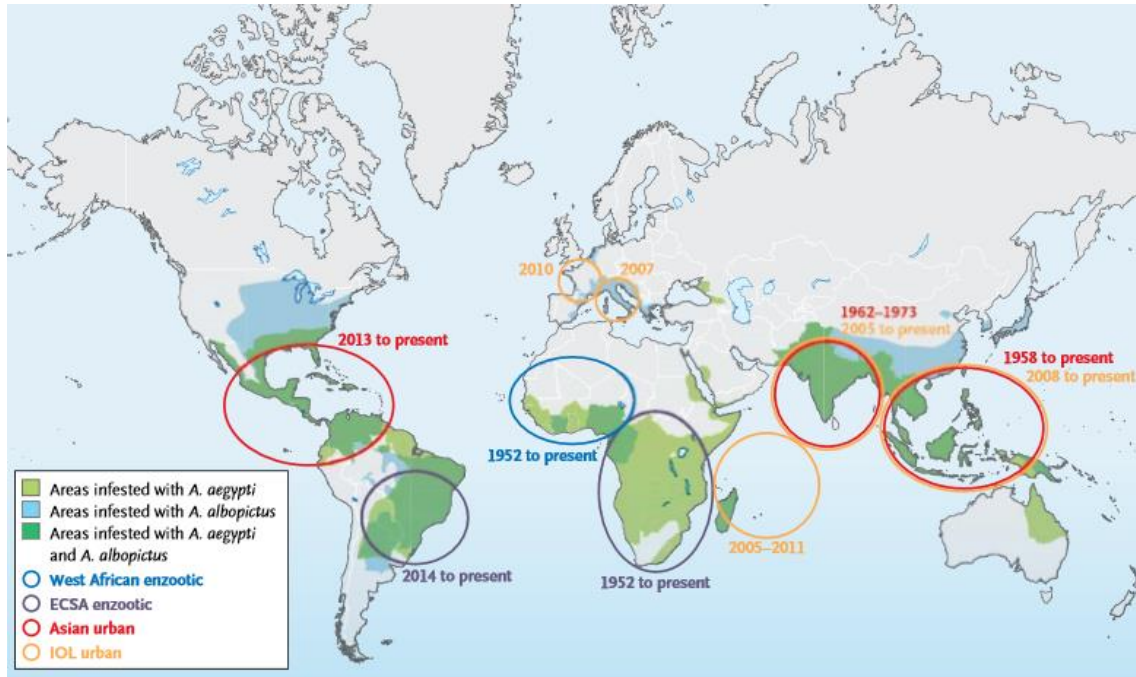 2010
2007
1962–1973
2005 to present
2013 to present
1958 to present
2008 to present
1952 to present
2005–2011
2014 to present
1952 to present
Areas infested with A. aegypti
Areas infested with A. albopictus
Areas infested with A. aegypti
and A. albopictus
West African enzootic
ECSA enzootic
Asian urban
IOL urban